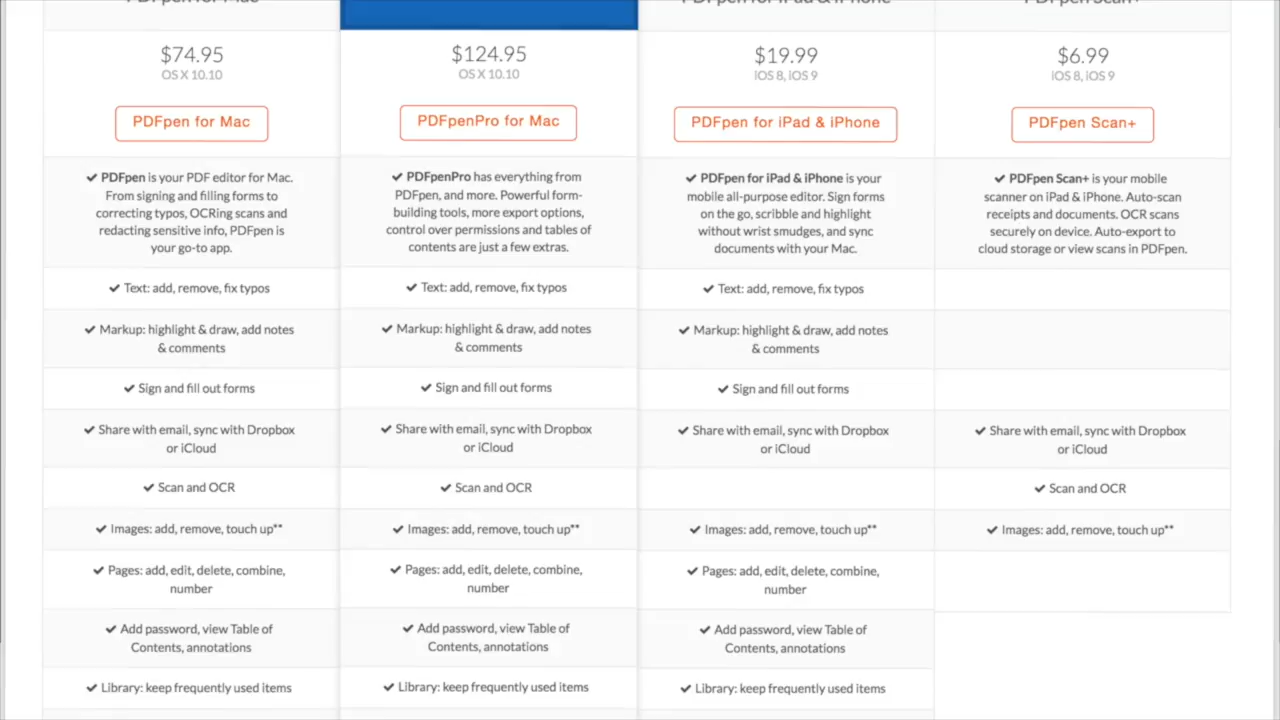 PDFpen for Mac
PDFpen for iPad & iPhone
PDFpen Scan+
$74.95
OS X 10.10
PDFpen for Mac
✔ PDFpen is your PDF editor for Mac.
From signing and filling forms to
correcting typos, OCRing scans and
redacting sensitive info, PDFpen is
your go-to app.
✔ Text: add, remove, fix typos
✔ Markup: highlight & draw, add notes
& comments
✔ Sign and fill out forms
✔ Share with email, sync with Dropbox
or iCloud
✔ Scan and OCR
✔ Images: add, remove, touch up**
✔ Pages: add, edit, delete, combine,
number
✔ Add password, view Table of
Contents, annotations
✔ Library: keep frequently used items
$124.95
OS X 10.10
PDFpenPro for Mac
✔ PDFpenPro has everything from
PDFpen, and more. Powerful form-
building tools, more export options,
control over permissions and tables of
contents are just a few extras.
✔ Text: add, remove, fix typos
✔ Markup: highlight & draw, add notes
& comments
✔ Sign and fill out forms
✔ Share with email, sync with Dropbox
or iCloud
✔ Scan and OCR
✔ Images: add, remove, touch up**
✔ Pages: add, edit, delete, combine,
number
✔ Add password, view Table of
Contents, annotations
✔ Library: keep frequently used items
$19.99
iOS 8, iOS 9
PDFpen for iPad & iPhone
✔ PDFpen for iPad & iPhone is your
mobile all-purpose editor. Sign forms
on the go, scribble and highlight
without wrist smudges, and sync
documents with your Mac.
✔ Text: add, remove, fix typos
✔ Markup: highlight & draw, add notes
& comments
✔ Sign and fill out forms
✔ Share with email, sync with Dropbox
or iCloud
✔ Images: add, remove, touch up**
✔ Pages: add, edit, delete, combine,
number
✔ Add password, view Table of
Contents, annotations
✔ Library: keep frequently used items
$6.99
iOS 8, iOS 9
PDFpen Scan+
✔ PDFpen Scan+ is your mobile
scanner on iPad & iPhone. Auto-scan
receipts and documents. OCR scans
securely on device. Auto-export to
cloud storage or view scans in PDFpen.
✔ Share with email, sync with Dropbox
or iCloud
✔ Scan and OCR
✔ Images: add, remove, touch up**